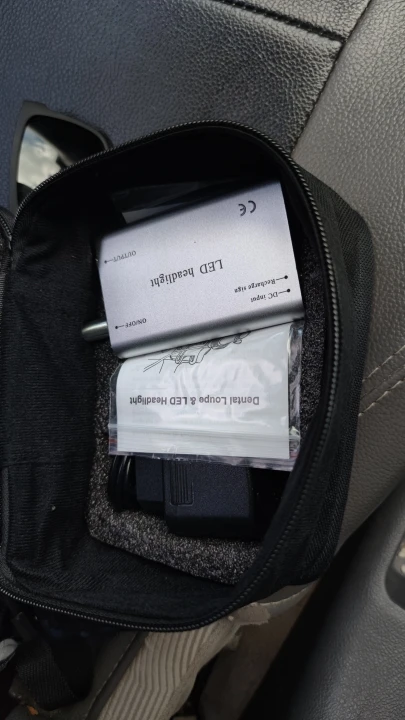 ON/OFF
DC input
Recharge sign
LED headlight
OUTPUT
CE
Dental Loupe & LED Headlight